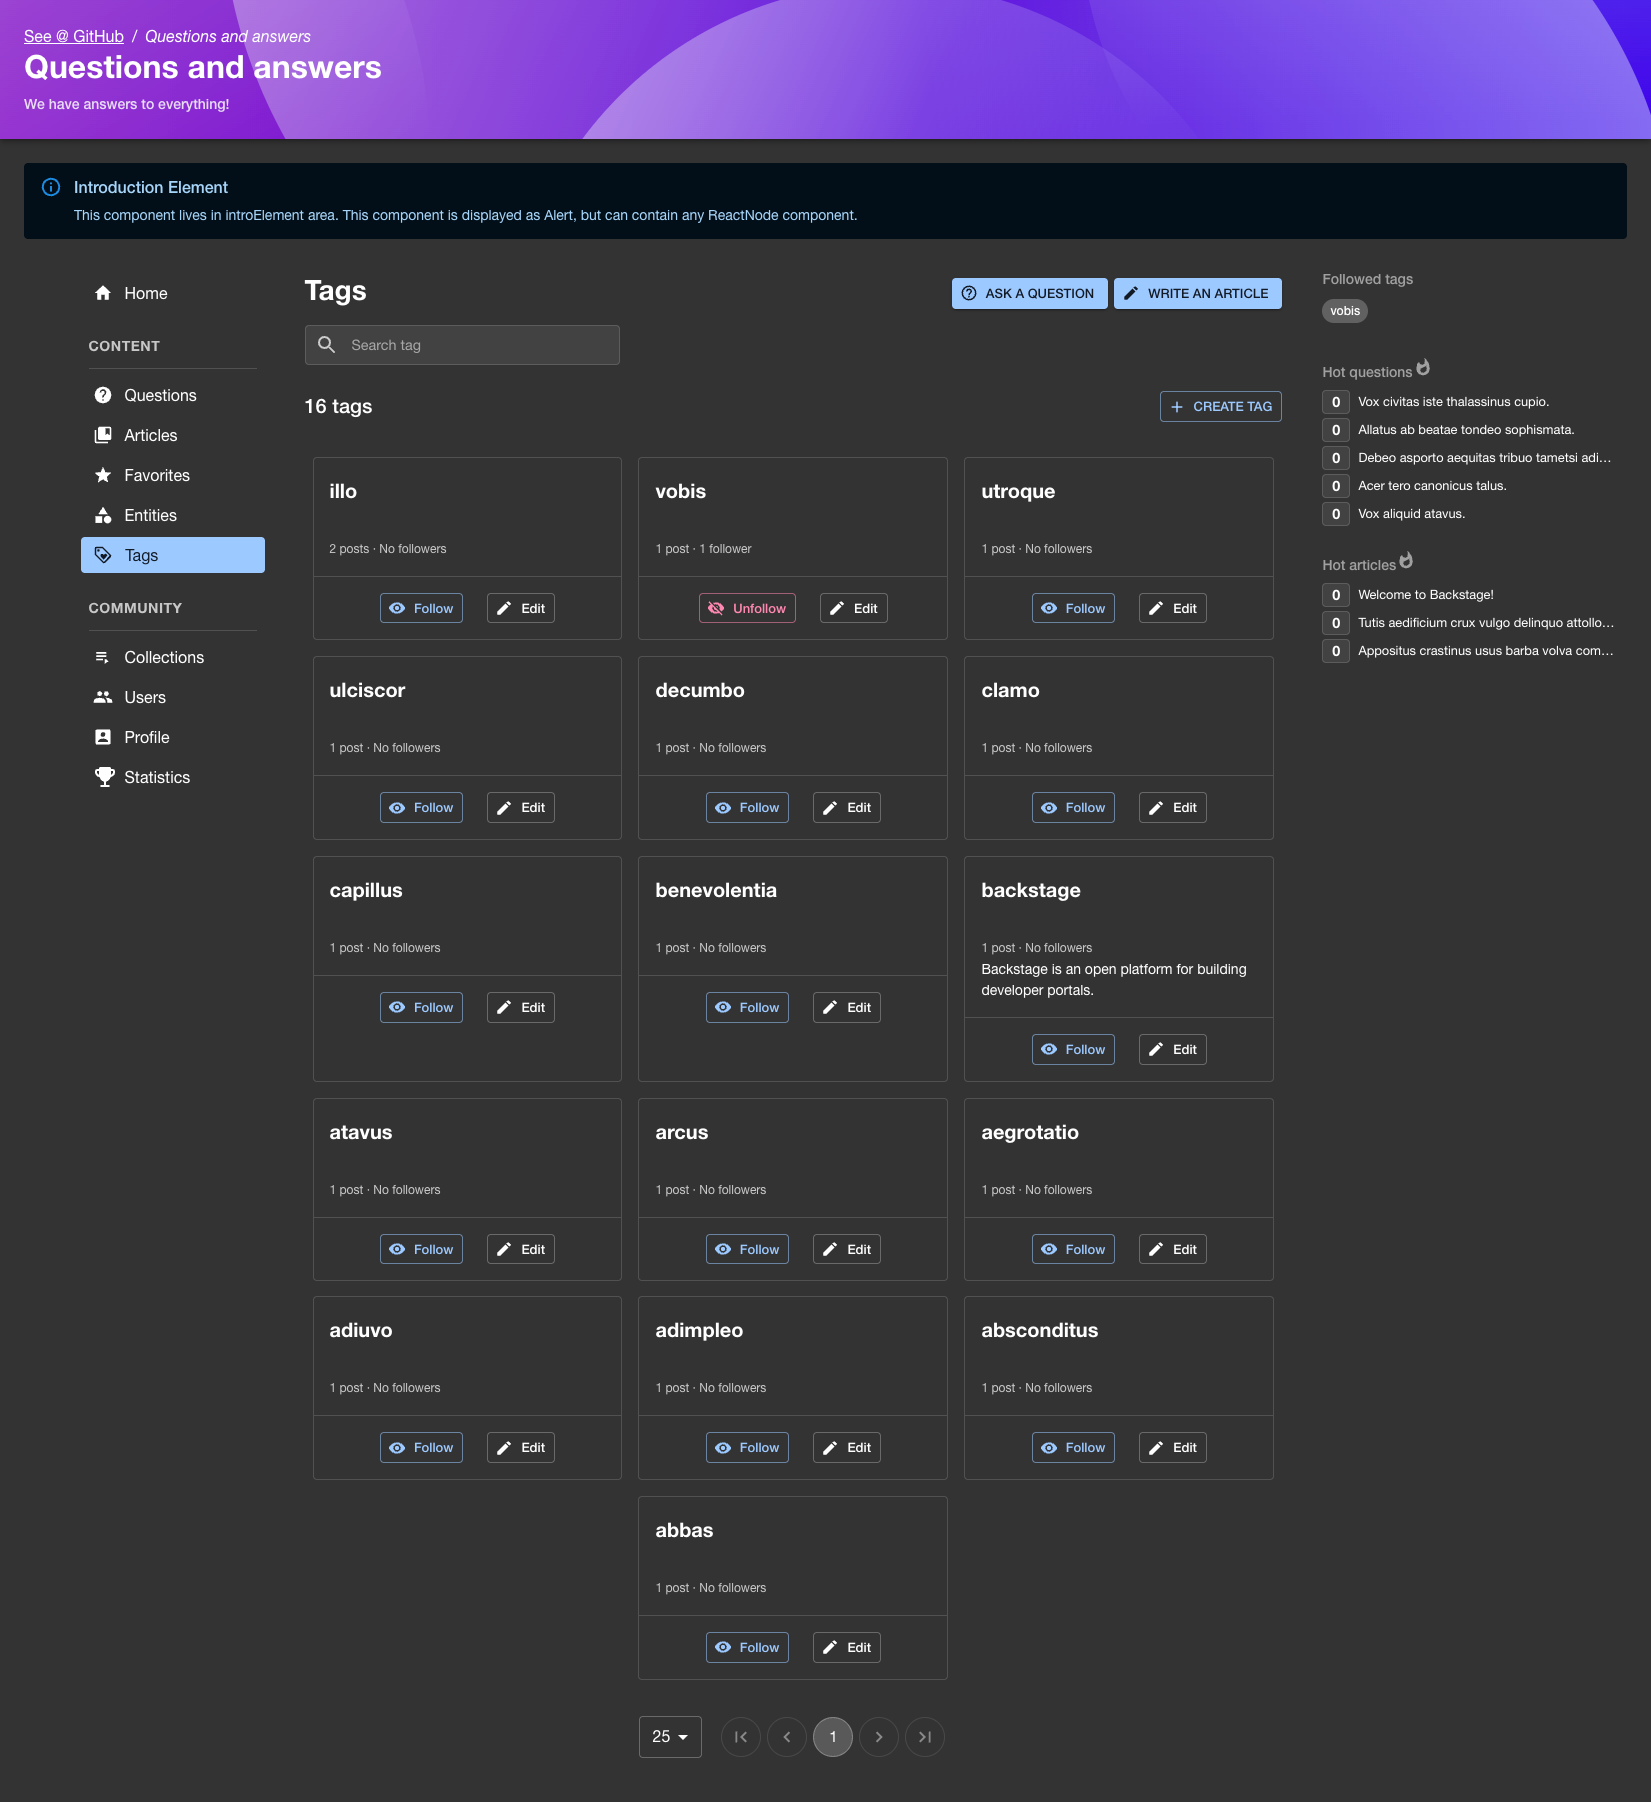 See @ GitHub / Questions and answers
Questions and answers
We have answers to everything!
Introduction Element
This component lives in introElement area. This component is displayed as Alert, but can contain any ReactNode component.
Home
CONTENT
Questions
Articles
Favorites
Entities
Tags
COMMUNITY
Collections
Users
Profile
Statistics
Tags
ASK A QUESTION
WRITE AN ARTICLE
Search tag
16 tags
CREATE TAG
illo
2 posts · No followers
Follow
Edit
vobis
1 post · 1 follower
Unfollow
Edit
utroque
1 post · No followers
Follow
Edit
ulciscor
1 post · No followers
Follow
Edit
decumbo
1 post · No followers
Follow
Edit
clamo
1 post · No followers
Follow
Edit
capillus
1 post · No followers
Follow
Edit
benevolentia
1 post · No followers
Follow
Edit
backstage
1 post · No followers
Backstage is an open platform for building
developer portals.
Follow
Edit
atavus
1 post · No followers
Follow
Edit
arcus
1 post · No followers
Follow
Edit
aegrotatio
1 post · No followers
Follow
Edit
adiuvo
1 post · No followers
Follow
Edit
adimpleo
1 post · No followers
Follow
Edit
absconditus
1 post · No followers
Follow
Edit
abbas
1 post · No followers
Follow
Edit
25
1
Followed tags
vobis
Hot questions
0 Vox civitas iste thalassinus cupio.
0 Allatus ab beatae tondeo sophismata.
0 Debeo asporto aequitas tribuo tametsi adi...
0 Acer tero canonicus talus.
0 Vox aliquid atavus.
Hot articles
0 Welcome to Backstage!
0 Tutis aedificium crux vulgo delinquo attollo...
0 Appositus crastinus usus barba volva com...